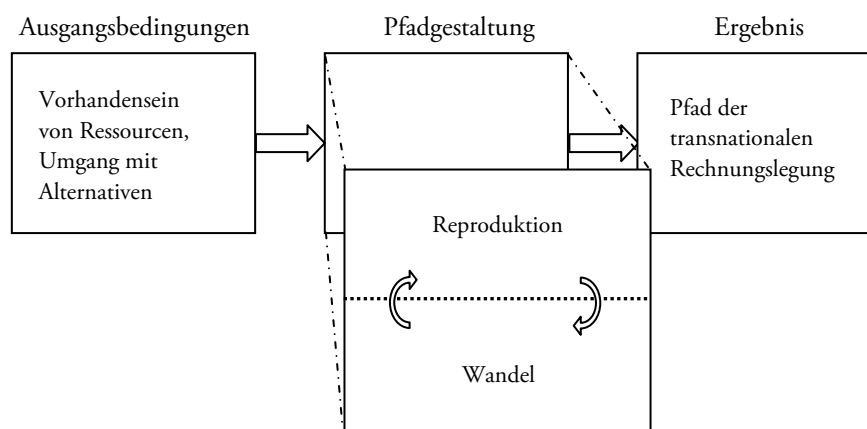 Ausgangsbedingungen
Pfadgestaltung
Ergebnis
Vorhandensein
von Ressourcen,
Umgang mit
Alternativen
Pfad der
transnationalen
Rechnungslegung
Reproduktion
Wandel